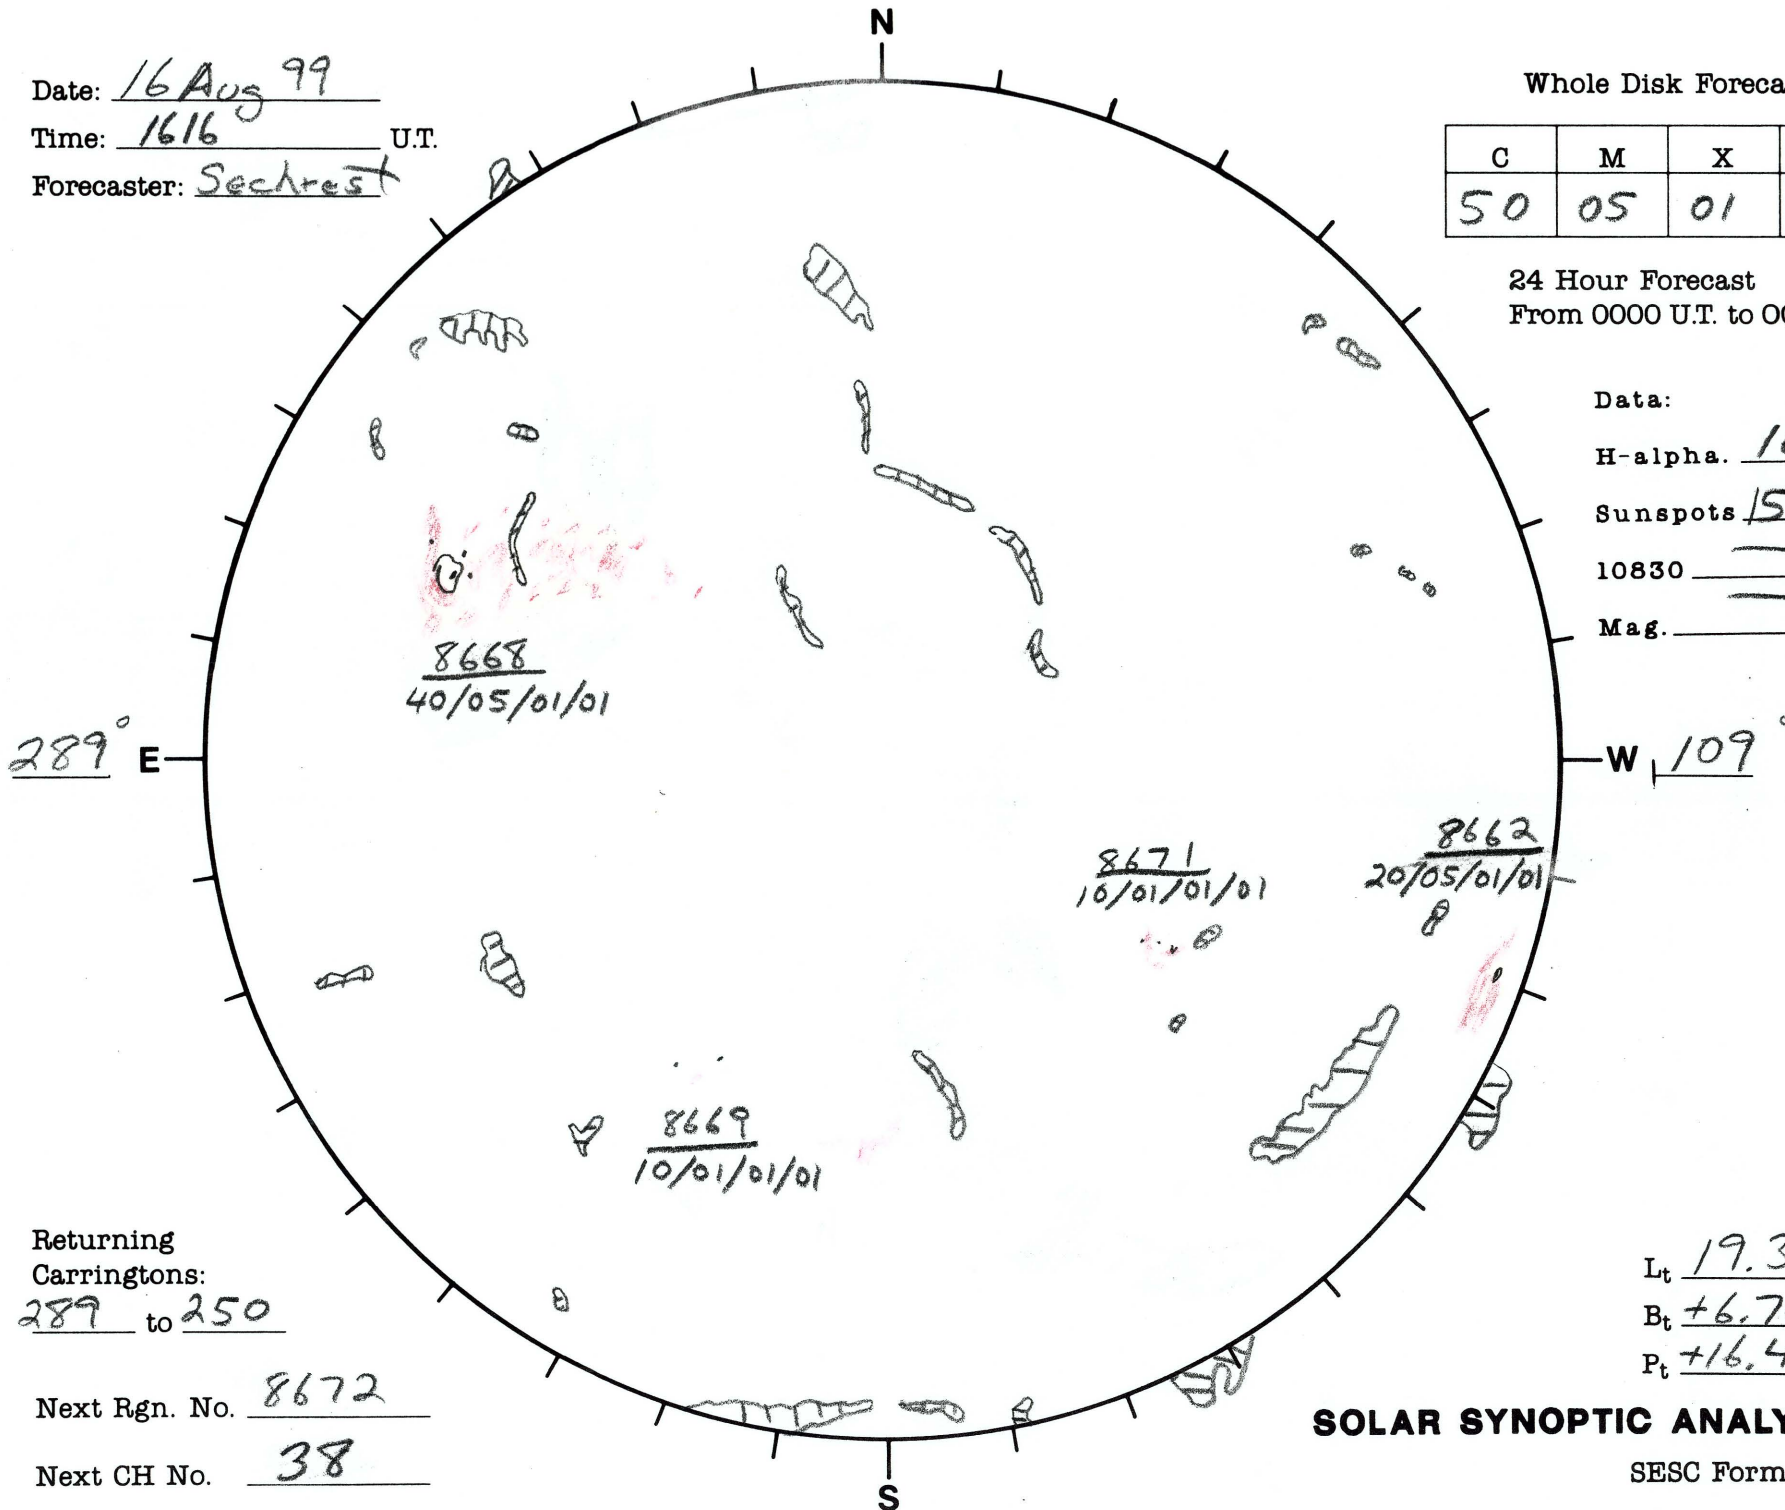 N
Date: 16 Aug 99
Time: 1616 U.T.
Forecaster: Sechrest
Whole Disk Foreca
C M X
50 05 01
24 Hour Forecast
From 0000 U.T. to 00
Data:
H-alpha. 16
Sunspots 15
10830
Mag.
8668
40/05/01/01
289° E
W 109°
8671
10/01/01/01
8662
20/05/01/01
8669
10/01/01/01
Returning
Carringtons:
289 to 250
Next Rgn. No. 8672
Next CH No. 38
Lt 19.3
Bt +6.7
Pt +16.4
SOLAR SYNOPTIC ANALY
SESC Form
S